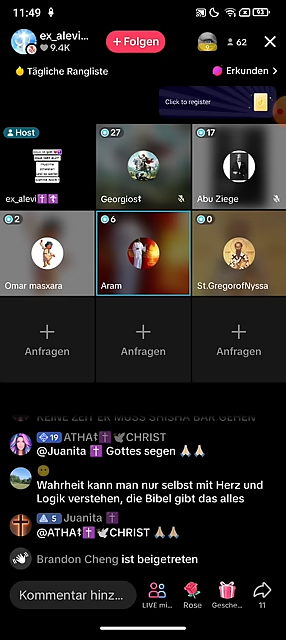 11:49
93
ex_alevi...
9.4K
+ Folgen
62
Tägliche Rangliste
Erkunden >
Click to register
Host
27
17
ex_alevi✝️✝️
Georgios☦
Abu Ziege
2
6
0
Omar masxara
Aram
St.GregorofNyssa
Anfragen
Anfragen
Anfragen
KEINE ZEIT ER MUSS SHISHA BAR GEHEN
19 ATHA☦✝️🕊CHRIST
@Juanita ✝️ Gottes segen 🙏🏻🙏🏻
Wahrheit kann man nur selbst mit Herz und
Logik verstehen, die Bibel gibt das alles
5 Juanita ✝️
@ATHA☦✝️🕊CHRIST 🙏🏻🙏🏻
Brandon Cheng ist beigetreten
Kommentar hinz...
LIVE mi...
Rose
Gesche...
11